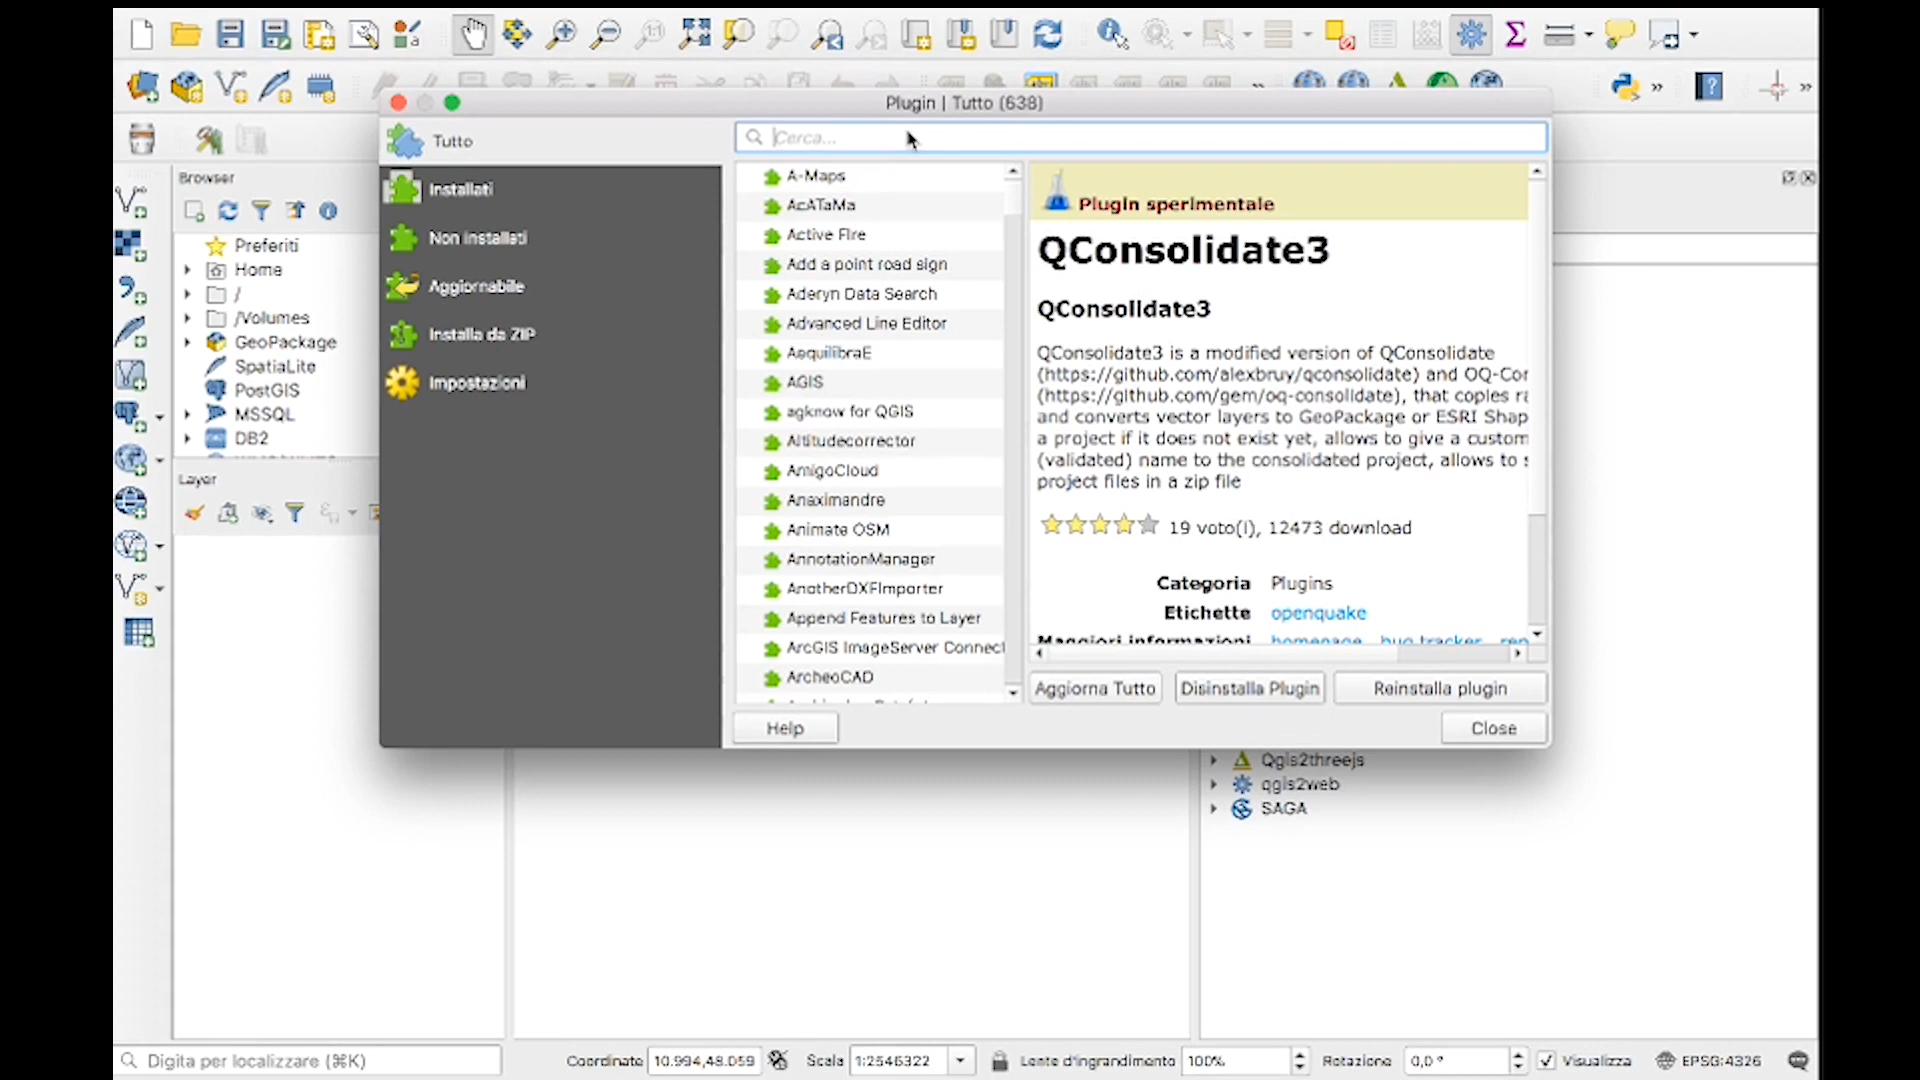 Plugin | Tutto (638)
Tutto
Cerca...
Browser
Installati
Non installati
Aggiornabile
Installa da ZIP
Impostazioni
Preferiti
Home
/
/Volumes
GeoPackage
SpatiaLite
PostGIS
MSSQL
DB2
Layer
A-Maps
AcATaMa
Active Fire
Add a point road sign
Aderyn Data Search
Advanced Line Editor
AequilibraE
AGIS
agknow for QGIS
Altitudecorrector
AmigoCloud
Anaximandre
Animate OSM
AnnotationManager
AnotherDXFImporter
Append Features to Layer
ArcGIS ImageServer Connect
ArcheoCAD
Plugin sperimentale
QConsolidate3
QConsolidate3
QConsolidate3 is a modified version of QConsolidate
(https://github.com/alexbruy/qconsolidate) and OQ-Cor
(https://github.com/gem/oq-consolidate), that copies ra
and converts vector layers to GeoPackage or ESRI Shap
a project if it does not exist yet, allows to give a custom
(validated) name to the consolidated project, allows to s
project files in a zip file
19 voto(i), 12473 download
Categoria Plugins
Etichette openquake
Maggiori informazioni homepage bug tracker rep
Aggiorna Tutto
Disinstalla Plugin
Reinstalla plugin
Help
Close
Qgis2threejs
qgis2web
SAGA
Digita per localizzare (⌘K)
Coordinate 10.994,48.059
Scala 1:2546322
Lente d'ingrandimento 100%
Rotazione 0,0 °
Visualizza
EPSG:4326